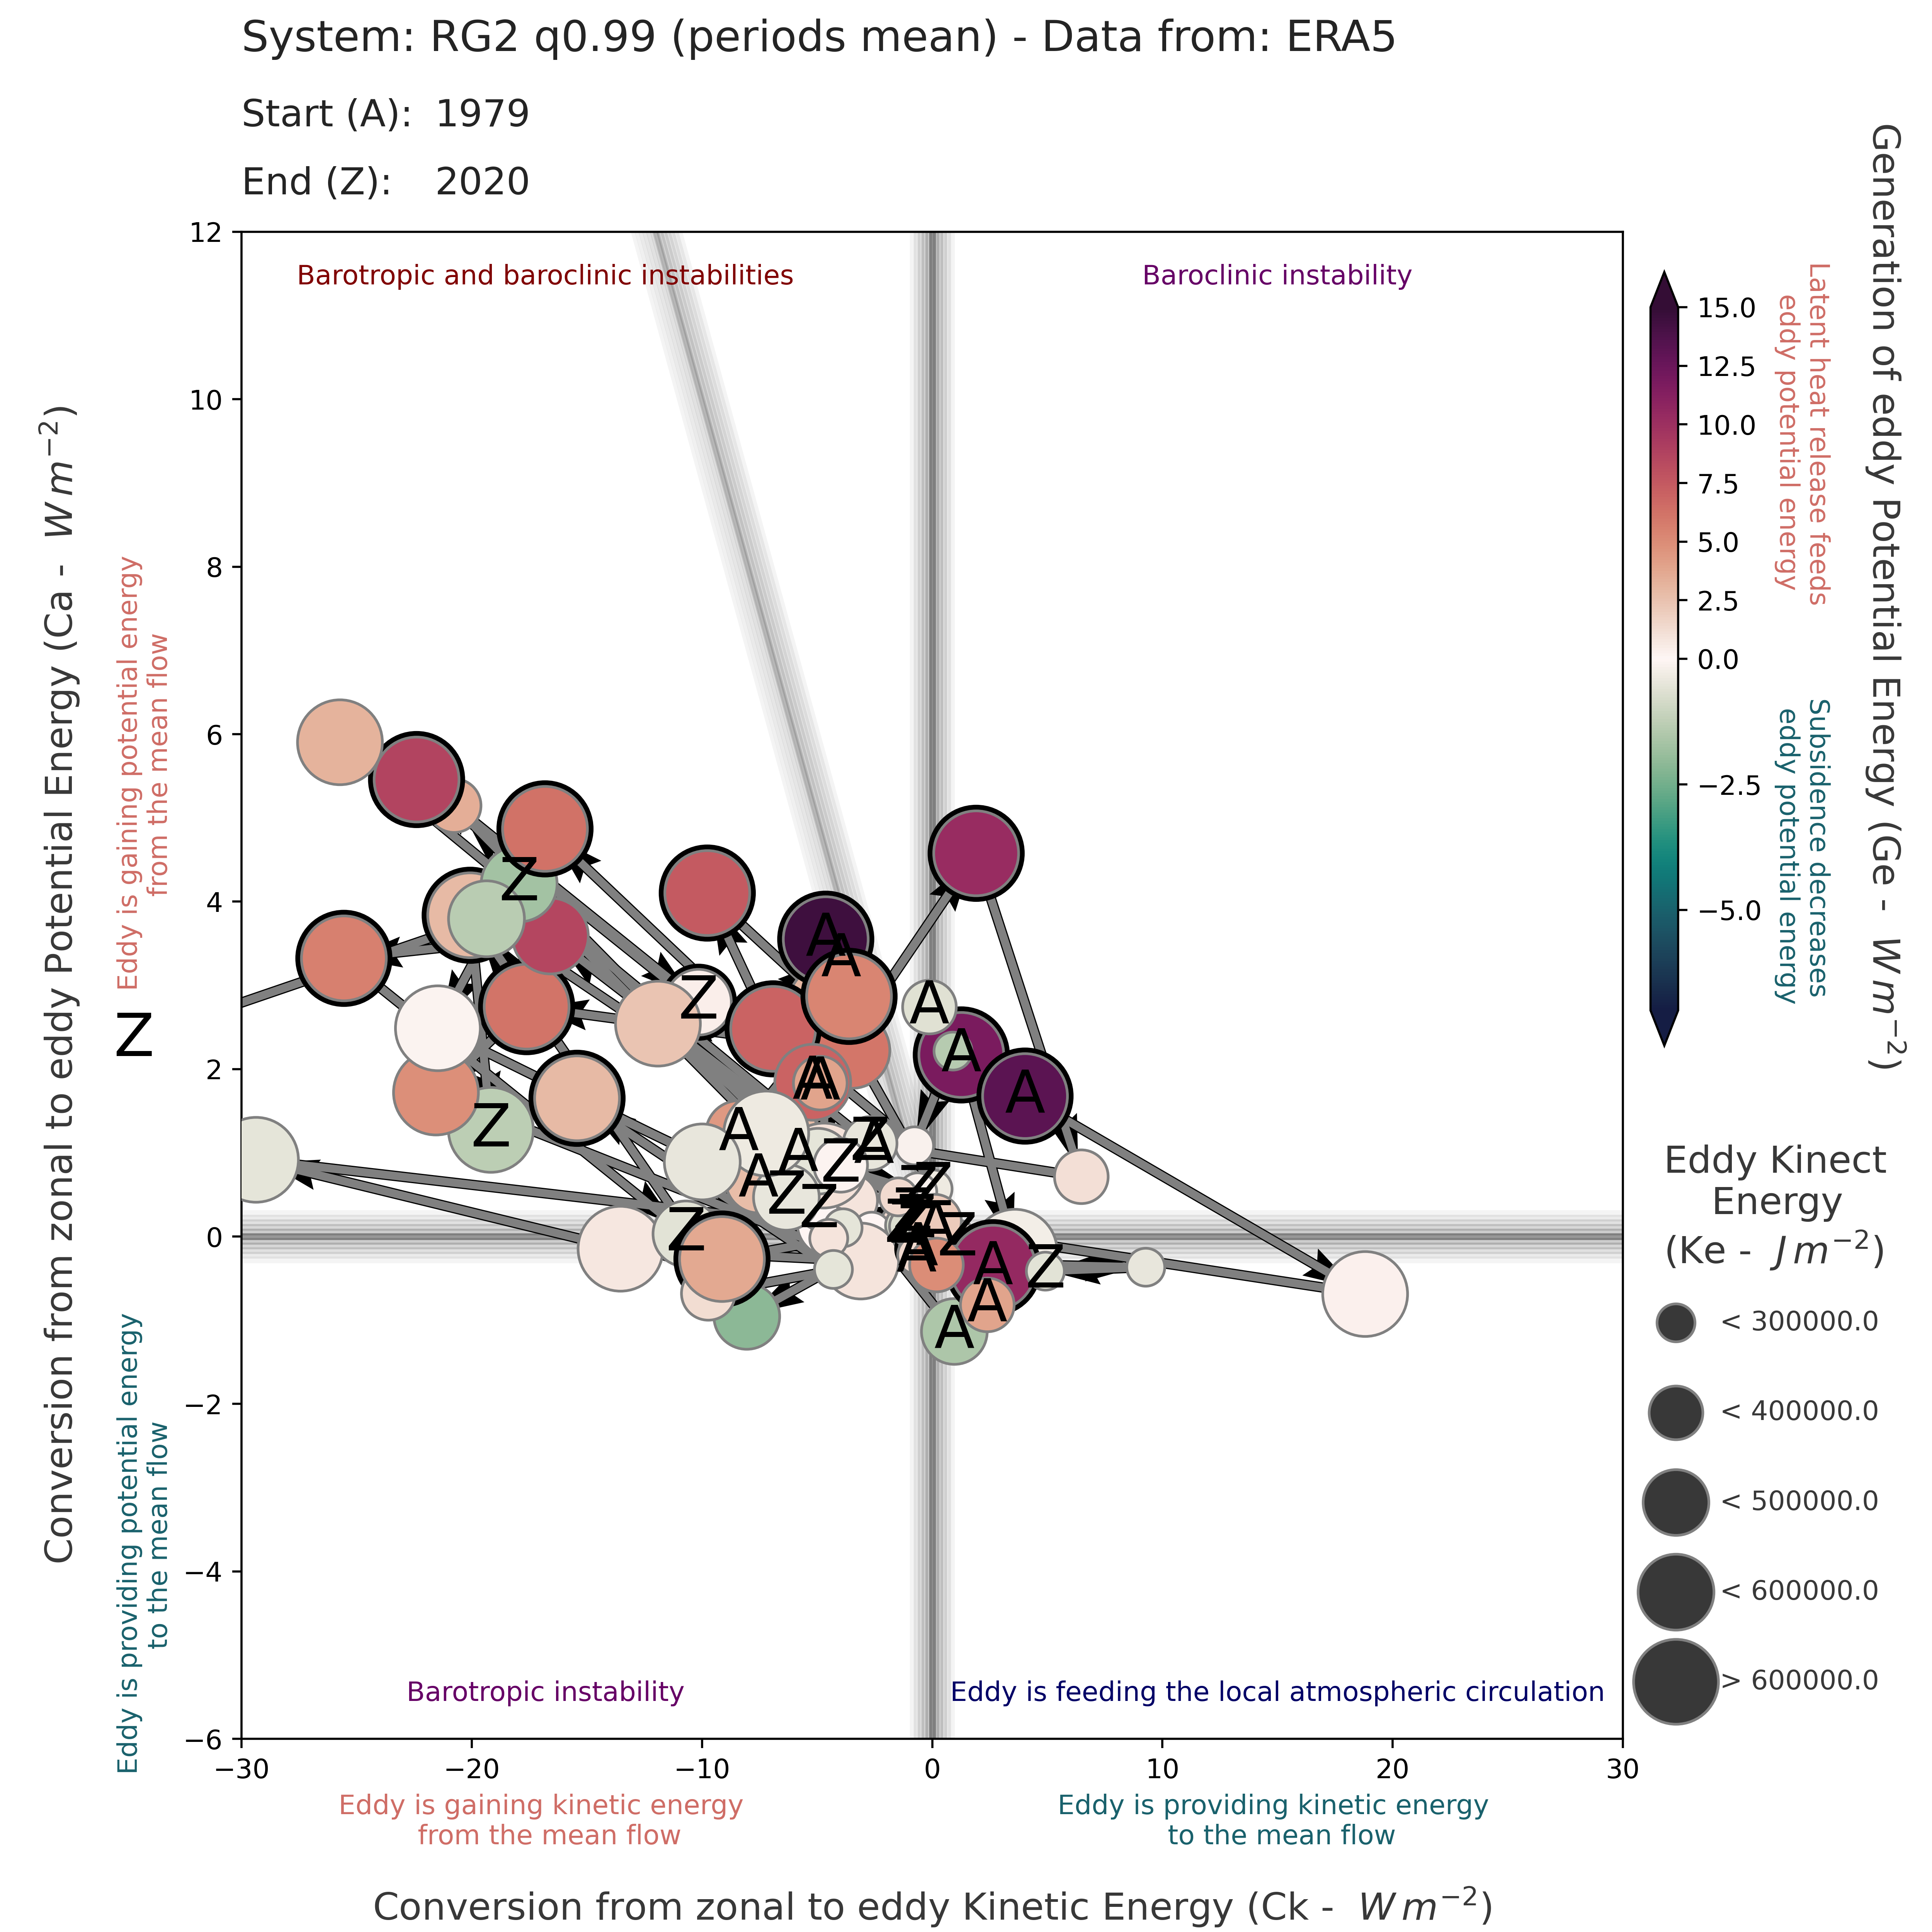 System: RG2 q0.99 (periods mean) - Data from: ERA5
Start (A): 1979
End (Z): 2020
Barotropic and baroclinic instabilities
Baroclinic instability
Barotropic instability
Eddy is feeding the local atmospheric circulation
12
10
8
6
4
2
0
−2
−4
−6
−30
−20
−10
0
10
20
30
Eddy is gaining kinetic energy
from the mean flow
Eddy is providing kinetic energy
to the mean flow
Conversion from zonal to eddy Kinetic Energy (Ck - W m⁻²)
Conversion from zonal to eddy Potential Energy (Ca - W m⁻²)
Eddy is gaining potential energy
from the mean flow
Eddy is providing potential energy
to the mean flow
Z
Z
Z
Z
Z
A
A
A
A
A
A
A
A
A
A
15.0
12.5
10.0
7.5
5.0
2.5
0.0
−2.5
−5.0
Latent heat release feeds
eddy potential energy
Subsidence decreases
eddy potential energy
Generation of eddy Potential Energy (Ge - W m⁻²)
Eddy Kinect
Energy
(Ke - J m⁻²)
< 300000.0
< 400000.0
< 500000.0
< 600000.0
> 600000.0